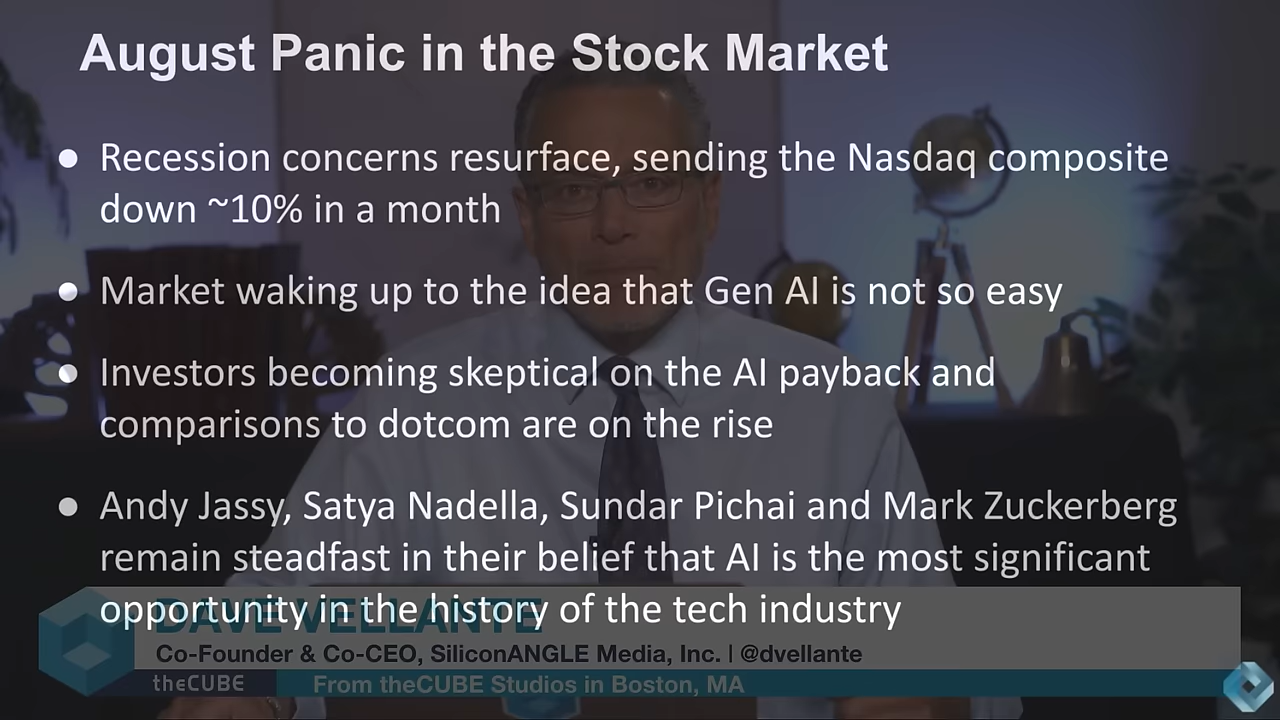 August Panic in the Stock Market
● Recession concerns resurface, sending the Nasdaq composite
down ~10% in a month
● Market waking up to the idea that Gen AI is not so easy
● Investors becoming skeptical on the AI payback and
comparisons to dotcom are on the rise
● Andy Jassy, Satya Nadella, Sundar Pichai and Mark Zuckerberg
remain steadfast in their belief that AI is the most significant
opportunity in the history of the tech industry
DAVE VELLANTE
Co-Founder & Co-CEO, SiliconANGLE Media, Inc. | @dvellante
theCUBE From theCUBE Studios in Boston, MA